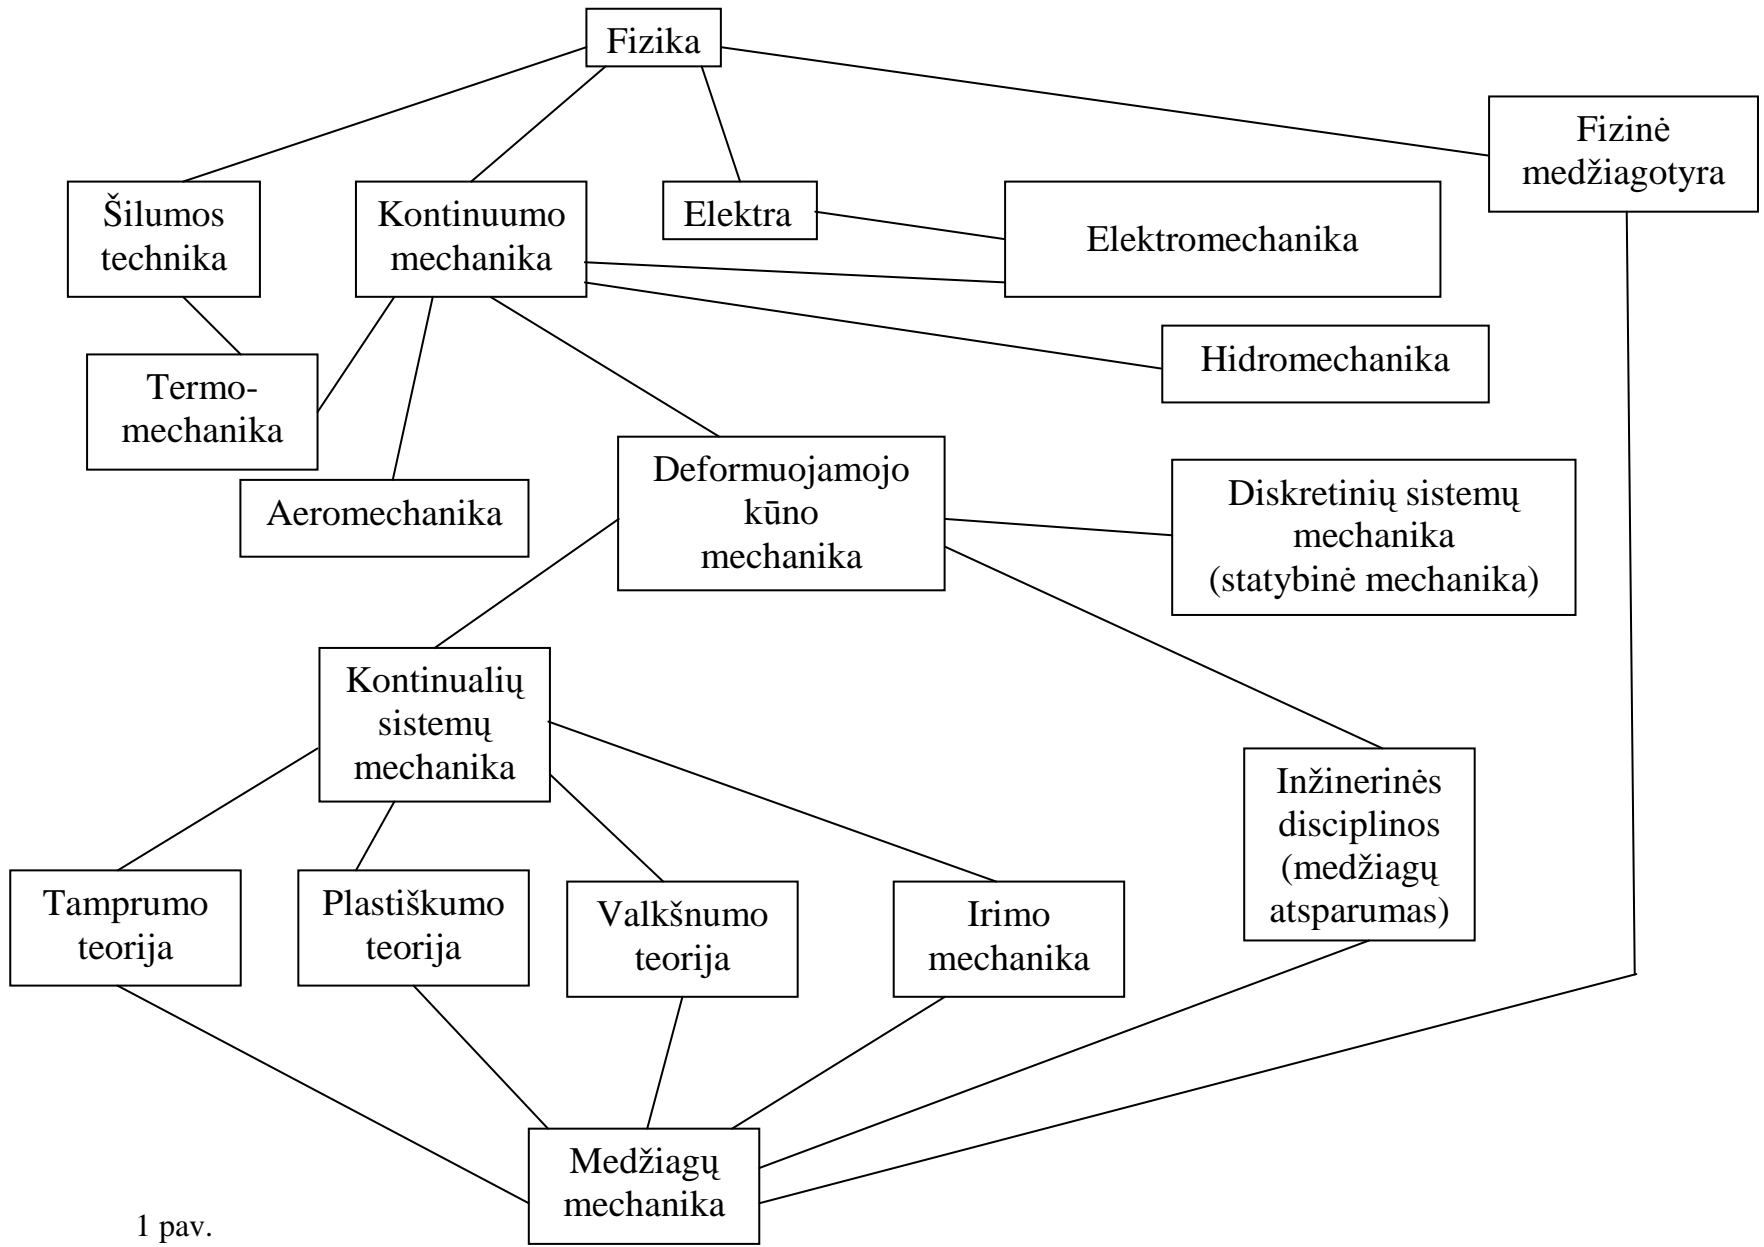 Fizika
Fizinė
medžiagotyra
Šilumos
technika
Kontinuumo
mechanika
Elektra
Elektromechanika
Hidromechanika
Termo-
mechanika
Aeromechanika
Deformuojamojo
kūno
mechanika
Diskretinių sistemų
mechanika
(statybinė mechanika)
Kontinualių
sistemų
mechanika
Inžinerinės
disciplinos
(medžiagų
atsparumas)
Tamprumo
teorija
Plastiškumo
teorija
Valkšnumo
teorija
Irimo
mechanika
Medžiagų
mechanika
1 pav.